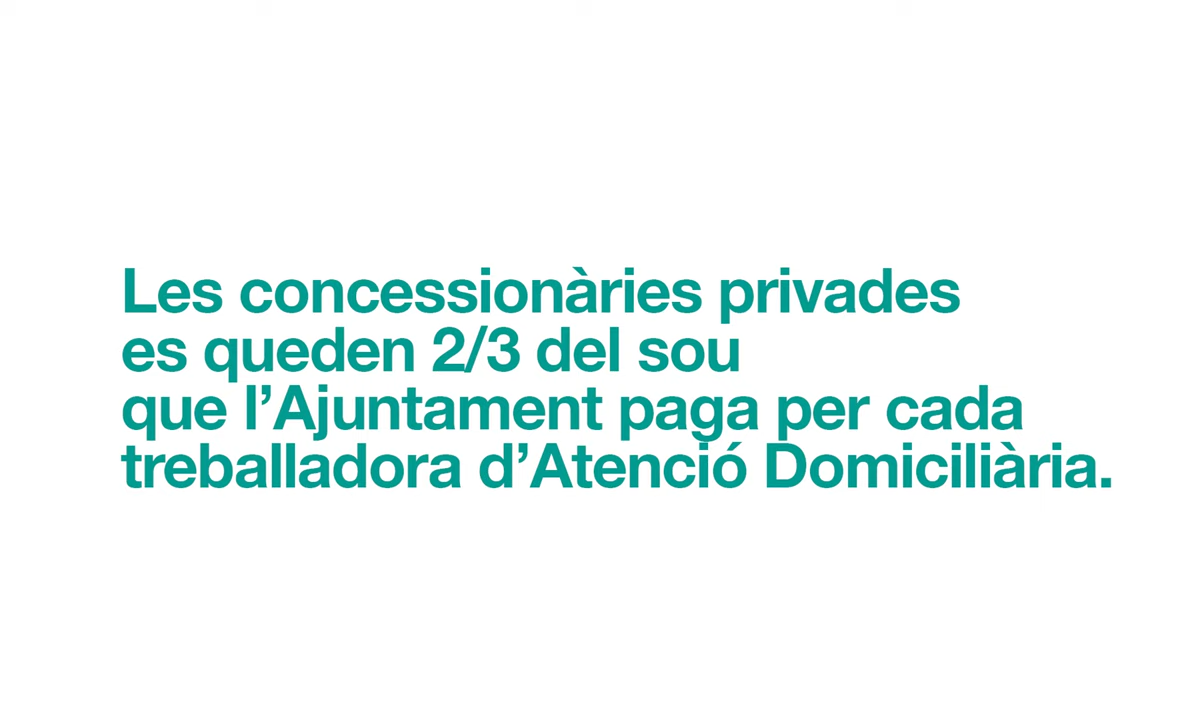 Les concessionàries privades
es queden 2/3 del sou
que l’Ajuntament paga per cada
treballadora d’Atenció Domiciliària.